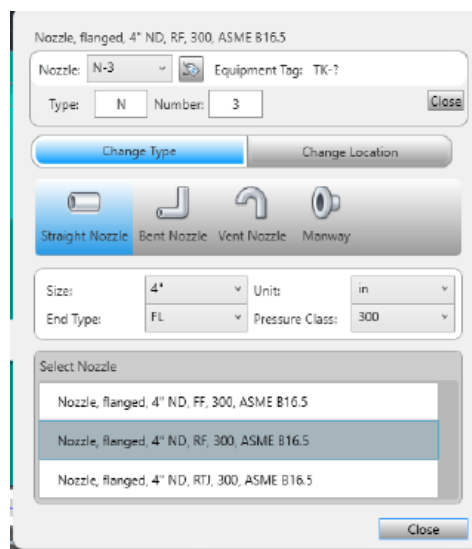 Nozzle, flanged, 4" ND, RF, 300, ASME B16.5
Nozzle: N-3 Equipment Tag: TK-?
Type: N Number: 3 Close
Change Type Change Location
Straight Nozzle Bent Nozzle Vent Nozzle Manway
Size: 4" Unit: in
End Type: FL Pressure Class: 300
Select Nozzle
Nozzle, flanged, 4" ND, FF, 300, ASME B16.5
Nozzle, flanged, 4" ND, RF, 300, ASME B16.5
Nozzle, flanged, 4" ND, RTJ, 300, ASME B16.5
Close